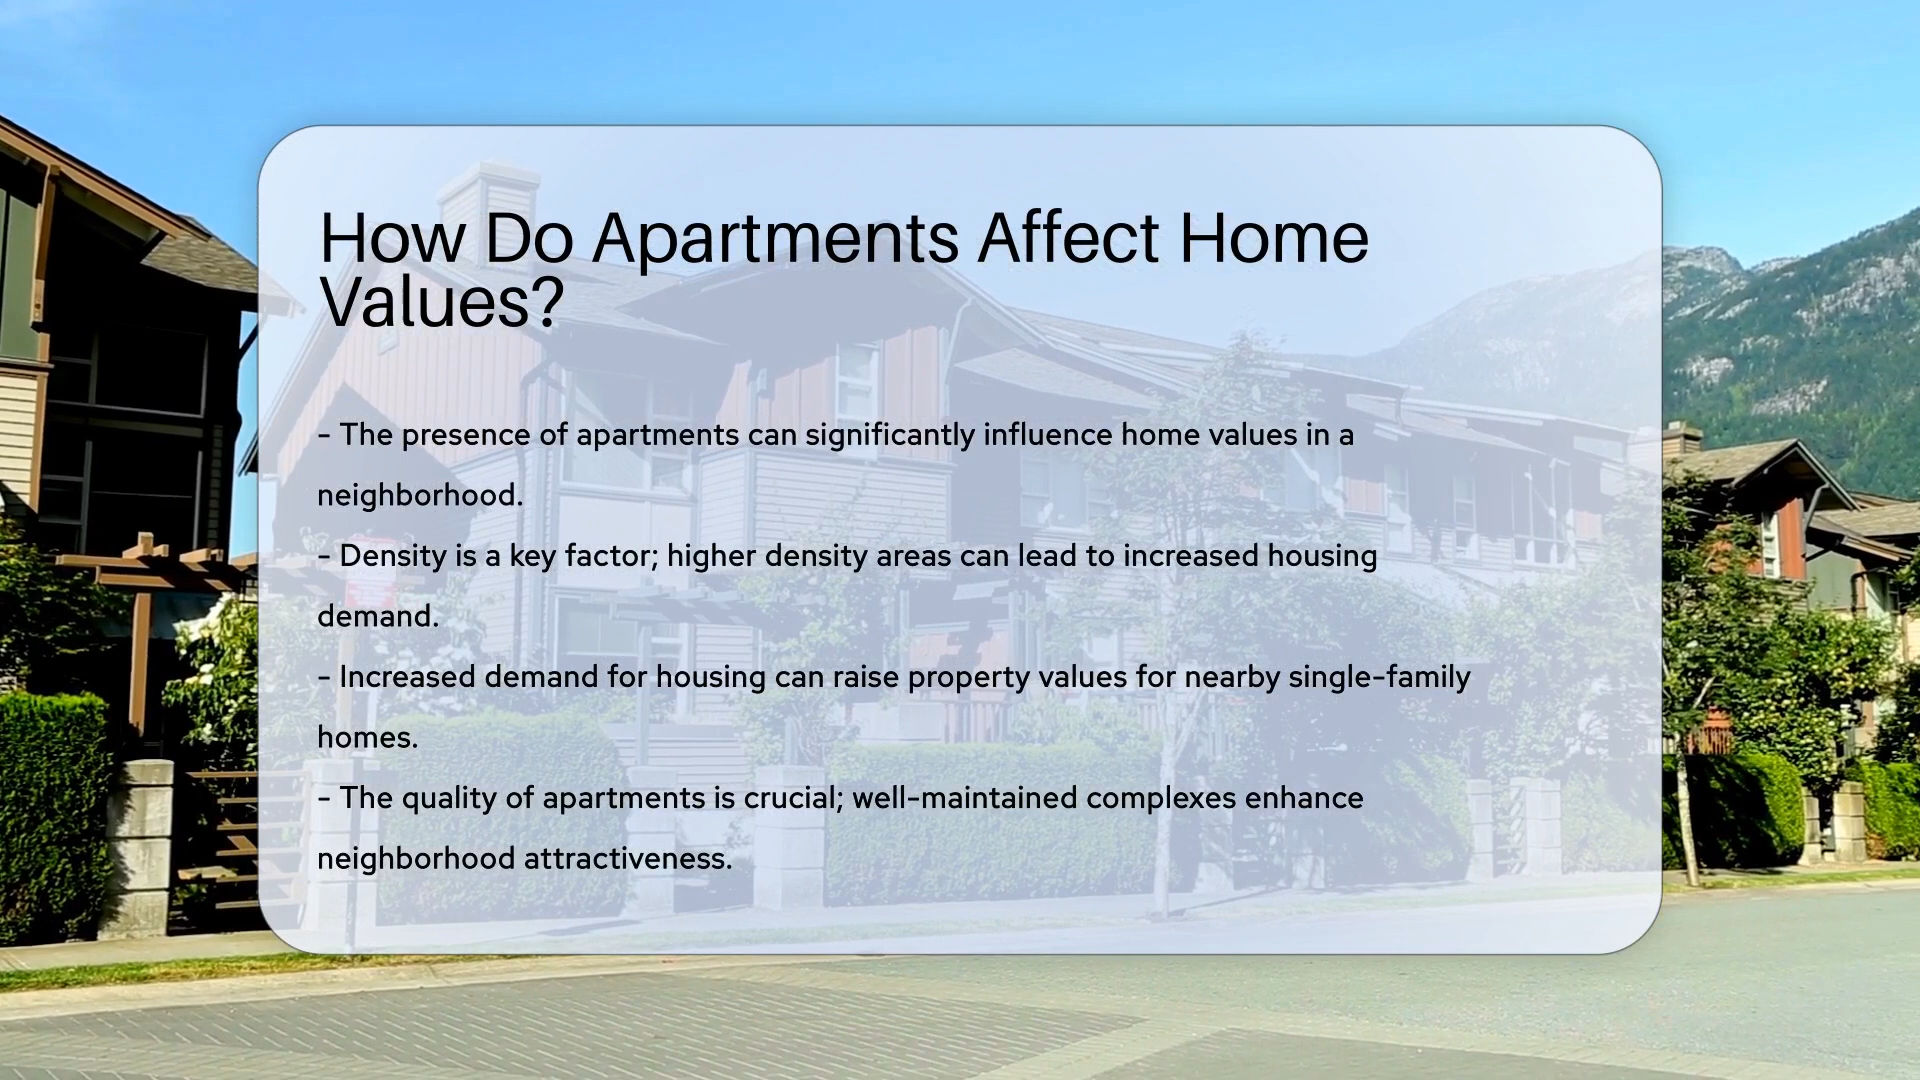 How Do Apartments Affect Home
Values?
- The presence of apartments can significantly influence home values in a
neighborhood.
- Density is a key factor; higher density areas can lead to increased housing
demand.
- Increased demand for housing can raise property values for nearby single-family
homes.
- The quality of apartments is crucial; well-maintained complexes enhance
neighborhood attractiveness.